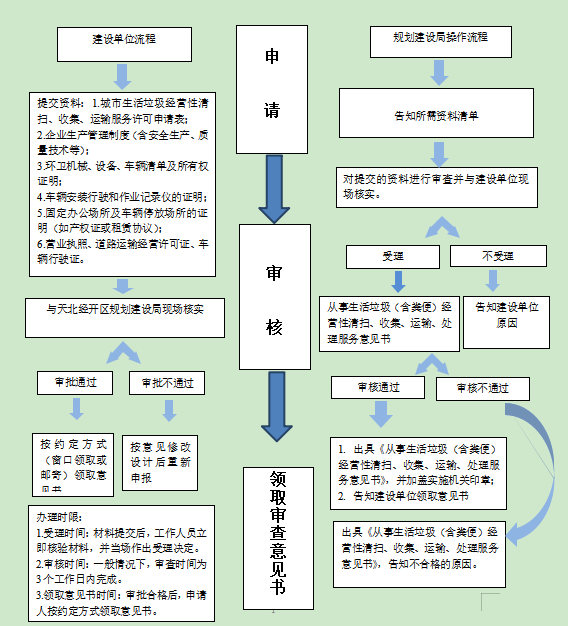 建设单位流程
提交资料：1.城市生活垃圾经营性清
扫、收集、运输服务许可申请表；
2.企业生产管理制度（含安全生产、质
量技术等）；
3.环卫机械、设备、车辆清单及所有权
证明；
4.车辆安装行驶和作业记录仪的证明；
5.固定办公场所及车辆停放场所的证
明（如产权证或租赁协议）；
6.营业执照、道路运输经营许可证、车
辆行驶证。
与天北经开区规划建设局现场核实
审批通过
审批不通过
按约定方式
（窗口领取或
邮寄）领取意
见书
按意见修改
设计后重新
申报
办理时限：
1.受理时间：材料提交后，工作人员立
即核验材料，并当场作出受理决定。
2.审核时间：一般情况下，审查时间为
3个工作日内完成。
3.领取意见书时间：审批合格后，申请
人按约定方式领取意见书。
申
请
审
核
领取审查意见书
规划建设局操作流程
告知所需资料清单
对提交的资料进行审查并与建设单位现
场核实。
受理
不受理
从事生活垃圾（含粪便）经
营性清扫、收集、运输、处
理服务意见书
告知建设单位
原因
审核通过
审核不通过
1. 出具《从事生活垃圾（含粪便）
经营性清扫、收集、运输、处理服
务意见书》，并加盖实施机关印章；
2. 告知建设单位领取意见书
出具《从事生活垃圾（含粪便）经
营性清扫、收集、运输、处理服务
意见书》，告知不合格的原因。